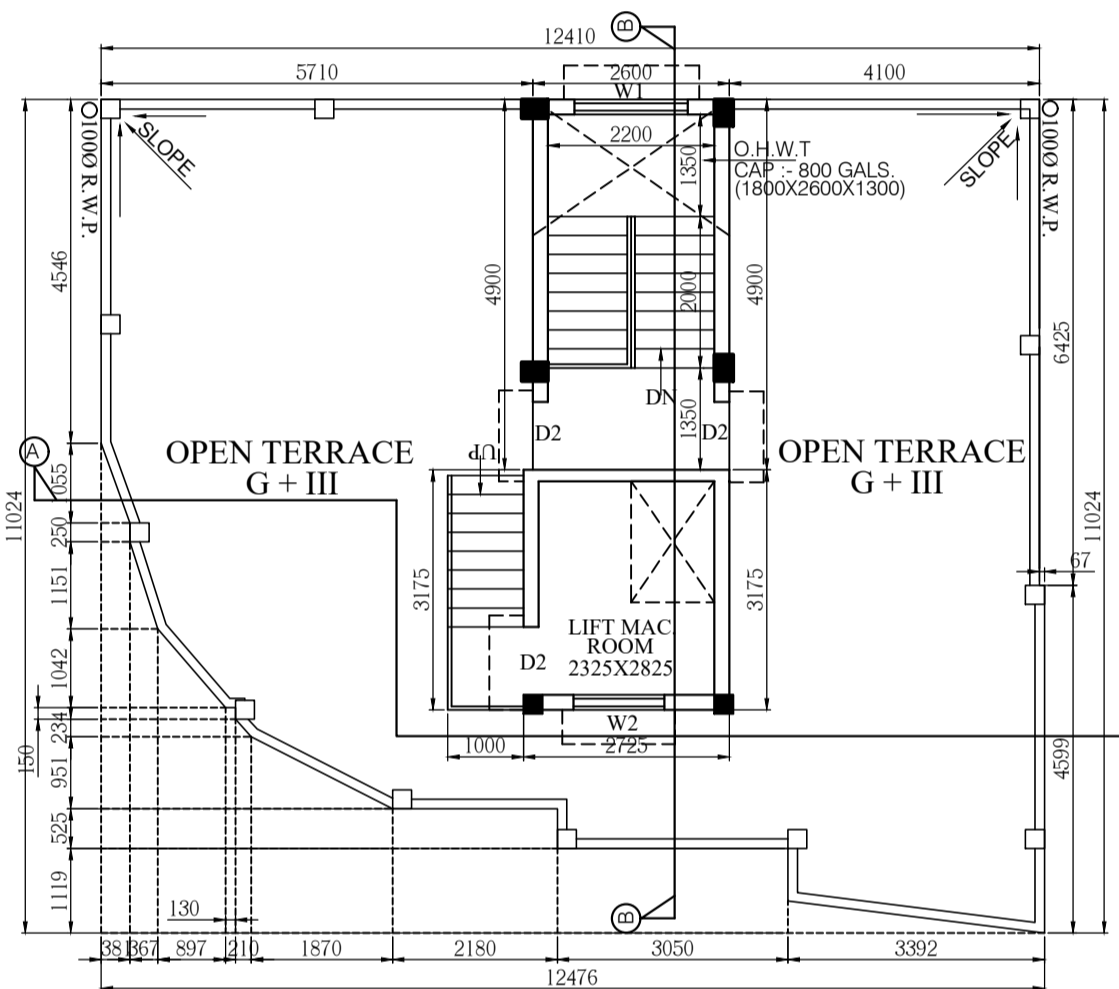 B
12410
5710
2600
4100
W1
2200
1350
O.H.W.T
CAP :- 800 GALS.
(1800X2600X1300)
SLOPE
SLOPE
100Ø R.W.P.
100Ø R.W.P.
4546
4900
2000
4900
6425
DN
1350
D2
D2
UP
A
OPEN TERRACE
G + III
OPEN TERRACE
G + III
11024
1055
250
1151
1042
234
150
951
525
1119
11024
67
4599
3175
3175
LIFT MAC.
ROOM
2325X2825
D2
W2
1000
2725
130
B
381
367
897
210
1870
2180
3050
3392
12476